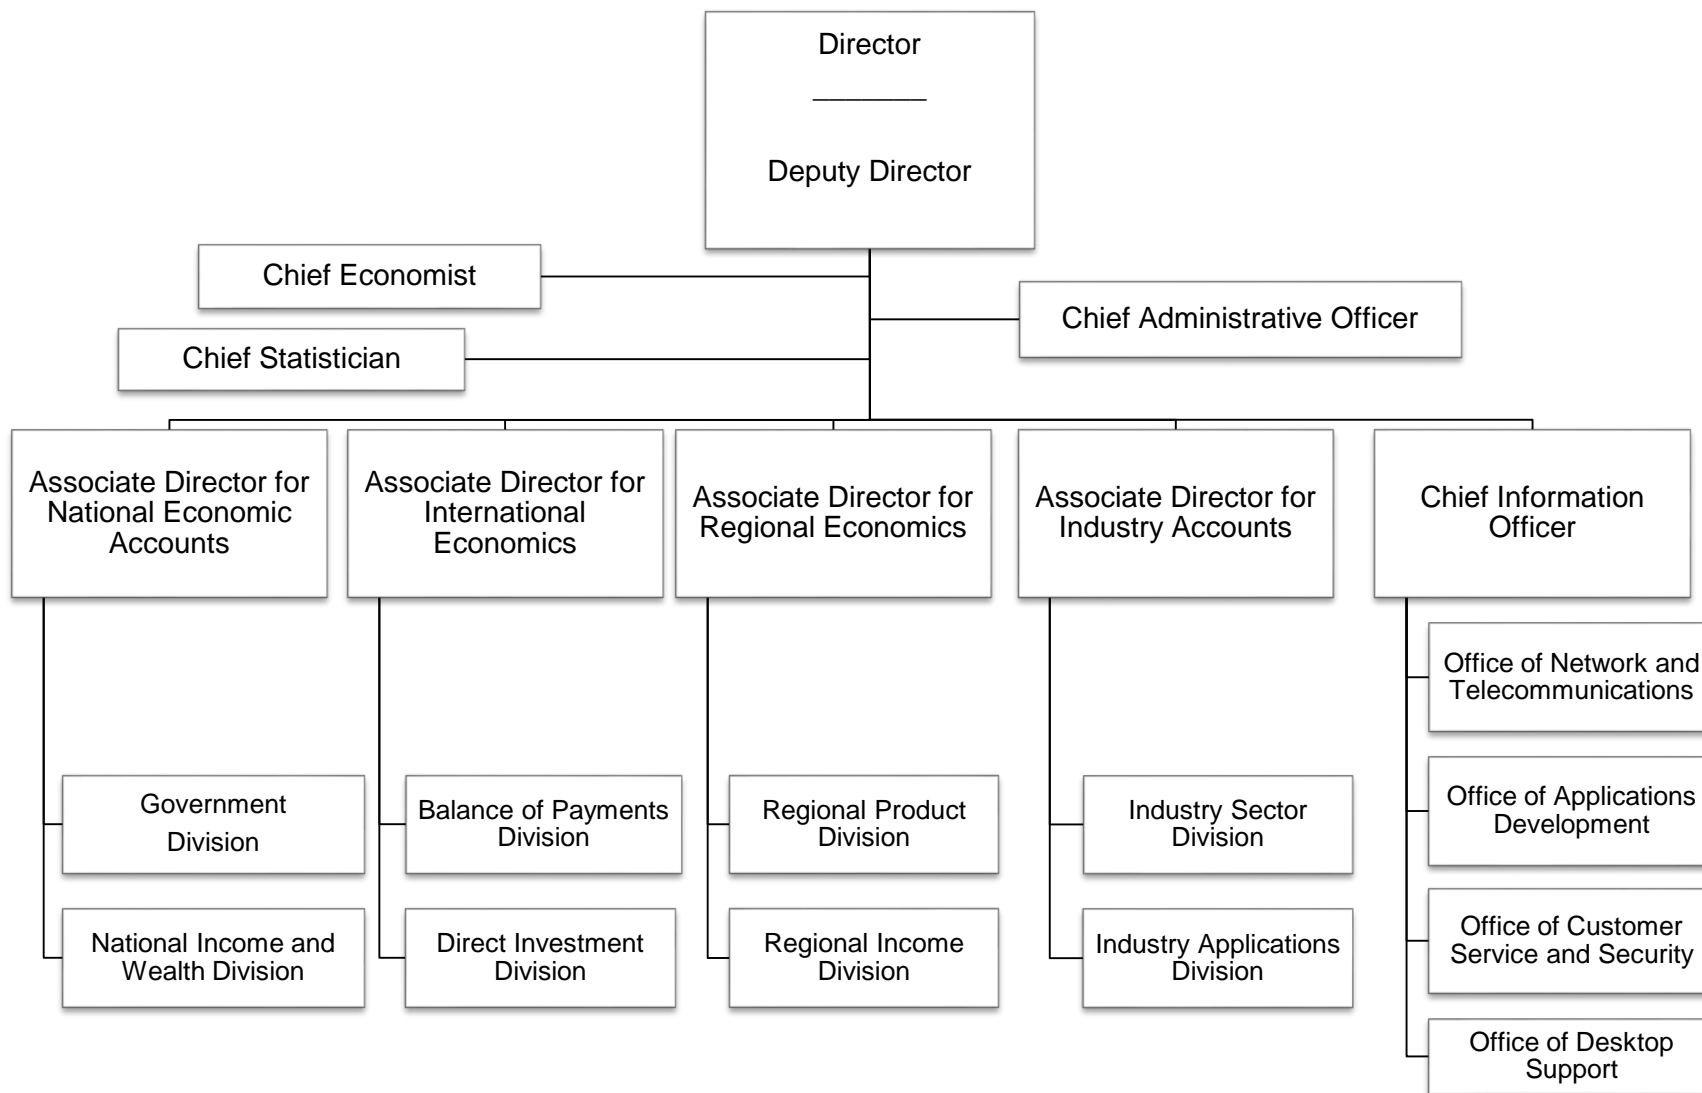 Director
_______
Deputy Director
Chief Economist
Chief Administrative Officer
Chief Statistician
Associate Director for
National Economic
Accounts
Associate Director for
International
Economics
Associate Director for
Regional Economics
Associate Director for
Industry Accounts
Chief Information
Officer
Office of Network and
Telecommunications
Government
Division
Balance of Payments
Division
Regional Product
Division
Industry Sector
Division
Office of Applications
Development
National Income and
Wealth Division
Direct Investment
Division
Regional Income
Division
Industry Applications
Division
Office of Customer
Service and Security
Office of Desktop
Support